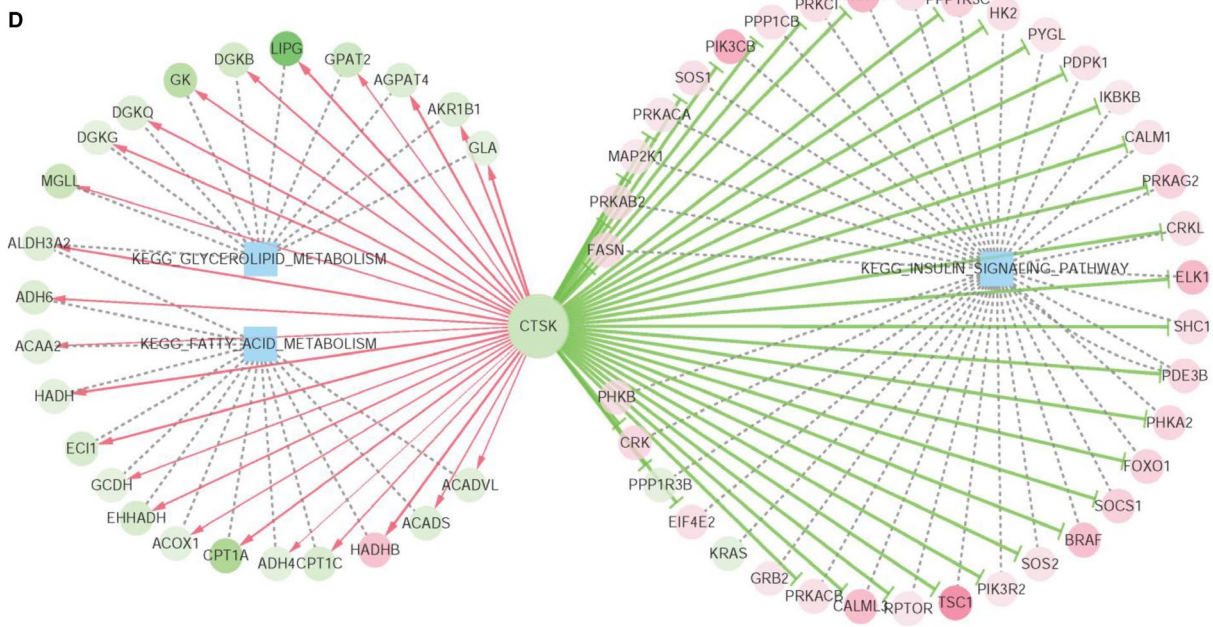 D
LIPG
DGKB
GPAT2
GK
AGPAT4
DGKQ
AKR1B1
DGKG
GLA
MGLL
ALDH3A2
KEGG_GLYCEROLIPID_METABOLISM
ADH6
ACAA2
KEGG_FATTY_ACID_METABOLISM
HADH
ECI1
GCDH
ACADVL
EHHADH
ACADS
ACOX1
CPT1A
ADH4
CPT1C
HADHB
CTSK
PRKCI
PPP1R3C
PPP1CB
HK2
PIK3CB
PYGL
SOS1
PDPK1
PRKACA
IKBKB
MAP2K1
CALM1
PRKAB2
PRKAG2
FASN
CRKL
KEGG_INSULIN_SIGNALING_PATHWAY
ELK1
SHC1
PDE3B
PHKB
PHKA2
CRK
FOXO1
PPP1R3B
SOCS1
EIF4E2
BRAF
KRAS
SOS2
GRB2
PIK3R2
PRKACB
CALML3
RPTOR
TSC1